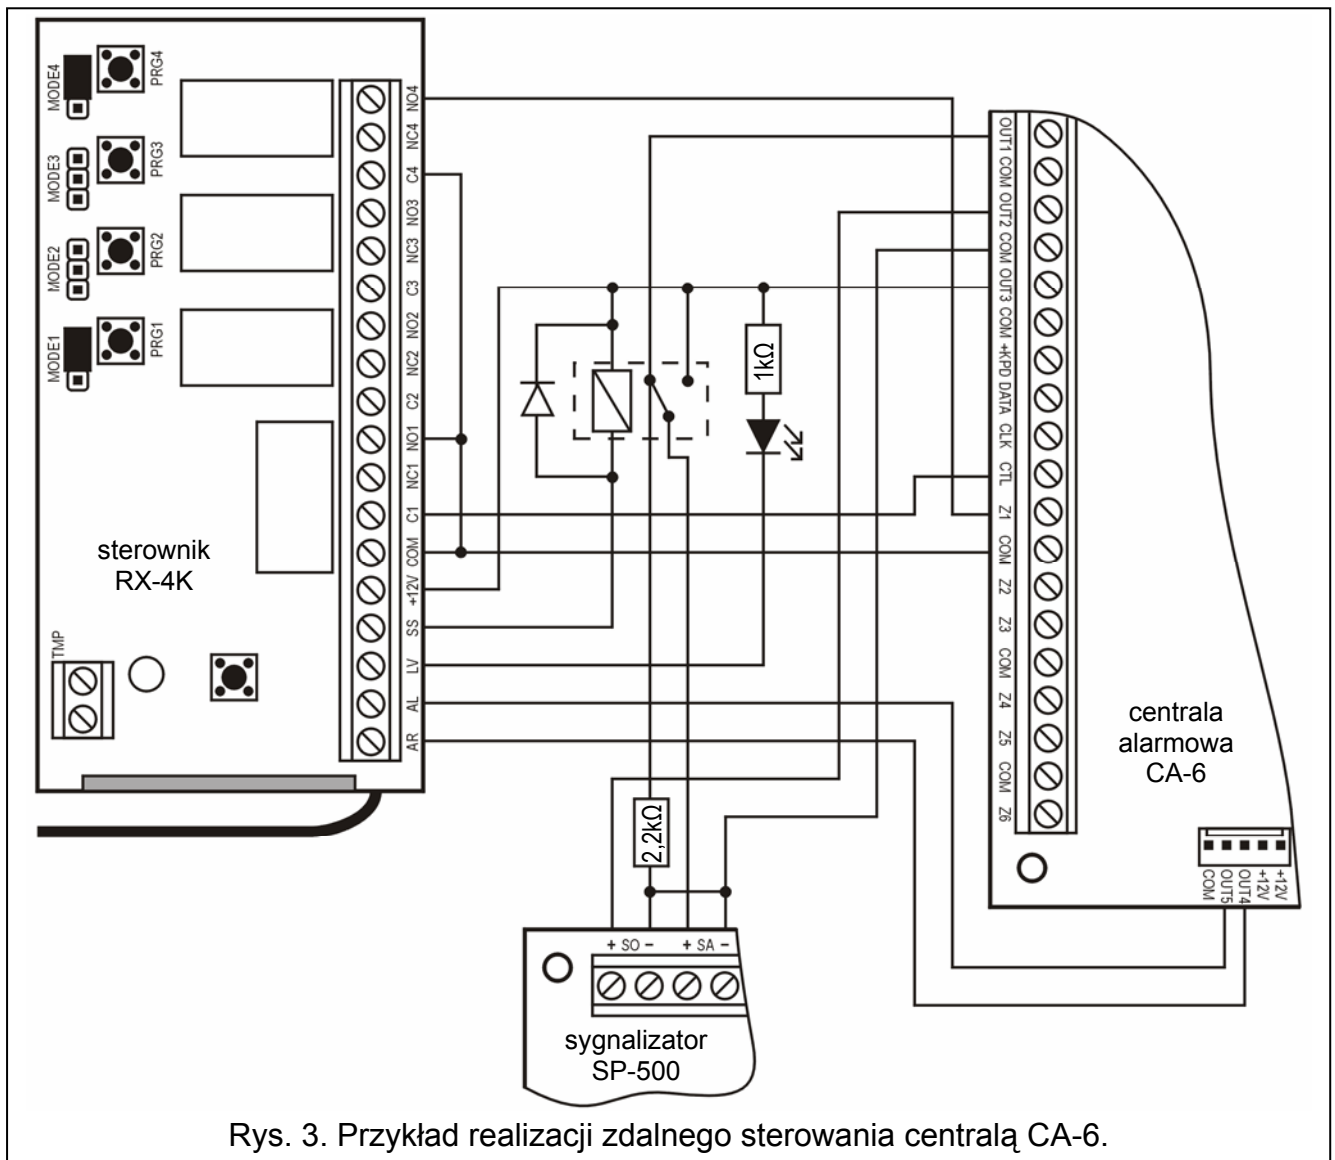 MODE4
PRG4
MODE3
PRG3
MODE2
PRG2
MODE1
PRG1
NO4
NC4
C4
NO3
NC3
C3
NO2
NC2
C2
NO1
NC1
C1
COM
+12V
SS
LV
AL
AR
sterownik
RX-4K
TMP
1kΩ
2,2kΩ
OUT1
COM
OUT2
COM
OUT3
COM
+KPD
DATA
CLK
CTL
Z1
COM
Z2
Z3
COM
Z4
Z5
COM
Z6
centrala
alarmowa
CA-6
COM
OUT5
OUT4
+12V
+12V
+ SO – + SA –
sygnalizator
SP-500
Rys. 3. Przykład realizacji zdalnego sterowania centralą CA-6.